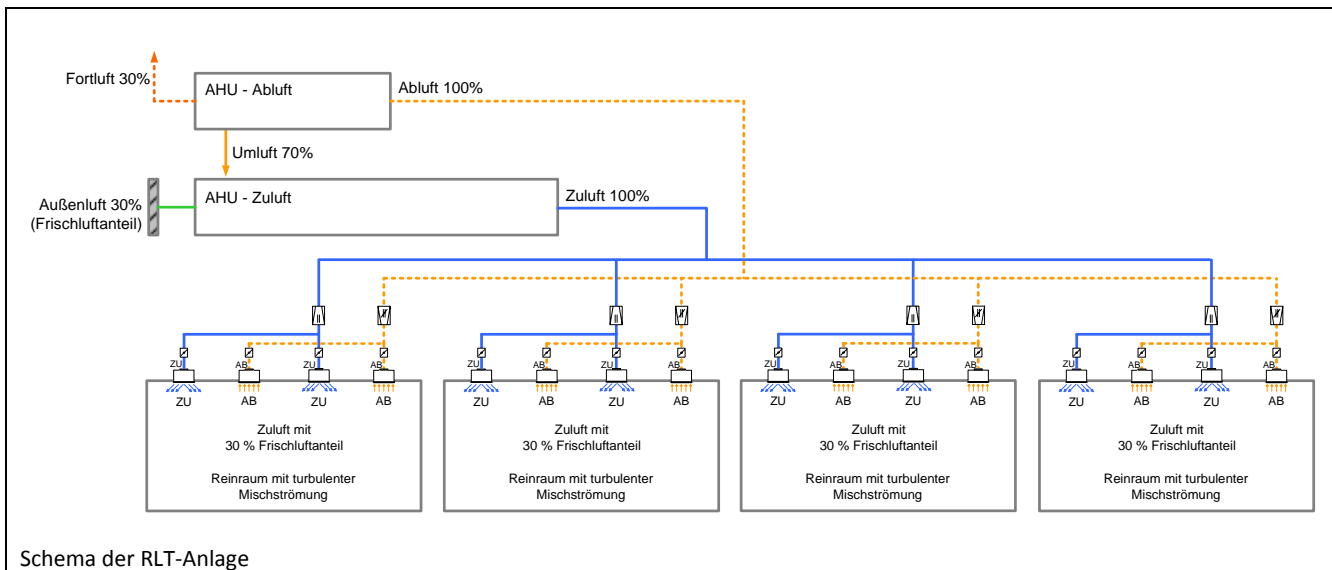 Fortluft 30%
AHU - Abluft
Abluft 100%
Umluft 70%
Außenluft 30%
(Frischluftanteil)
AHU - Zuluft
Zuluft 100%
ZU
AB
ZU
AB
ZU
AB
ZU
AB
ZU
AB
ZU
AB
ZU
AB
ZU
AB
ZU
AB
ZU
AB
ZU
AB
ZU
AB
ZU
AB
ZU
AB
ZU
AB
ZU
AB
Zuluft mit
30 % Frischluftanteil
Reinraum mit turbulenter
Mischströmung
Zuluft mit
30 % Frischluftanteil
Reinraum mit turbulenter
Mischströmung
Zuluft mit
30 % Frischluftanteil
Reinraum mit turbulenter
Mischströmung
Zuluft mit
30 % Frischluftanteil
Reinraum mit turbulenter
Mischströmung
Schema der RLT-Anlage